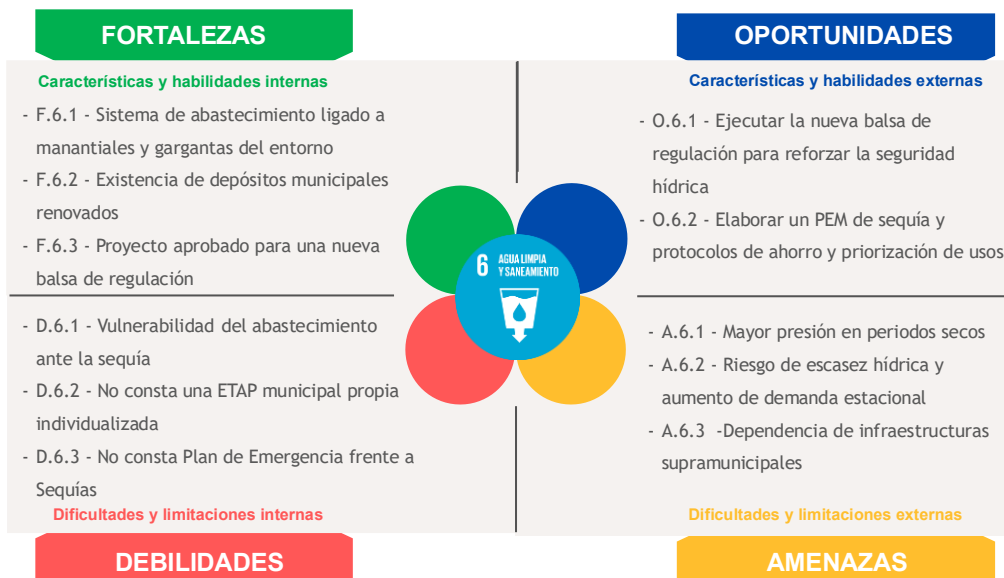 FORTALEZAS
Características y habilidades internas
- F.6.1 - Sistema de abastecimiento ligado a
manantiales y gargantas del entorno
- F.6.2 - Existencia de depósitos municipales
renovados
- F.6.3 - Proyecto aprobado para una nueva
balsa de regulación
OPORTUNIDADES
Características y habilidades externas
- O.6.1 - Ejecutar la nueva balsa de
regulación para reforzar la seguridad
hídrica
- O.6.2 - Elaborar un PEM de sequía y
protocolos de ahorro y priorización de usos
6 AGUA LIMPIA
Y SANEAMIENTO
- D.6.1 - Vulnerabilidad del abastecimiento
ante la sequía
- D.6.2 - No consta una ETAP municipal propia
individualizada
- D.6.3 - No consta Plan de Emergencia frente a
Sequías
Dificultades y limitaciones internas
DEBILIDADES
- A.6.1 - Mayor presión en periodos secos
- A.6.2 - Riesgo de escasez hídrica y
aumento de demanda estacional
- A.6.3 -Dependencia de infraestructuras
supramunicipales
Dificultades y limitaciones externas
AMENAZAS